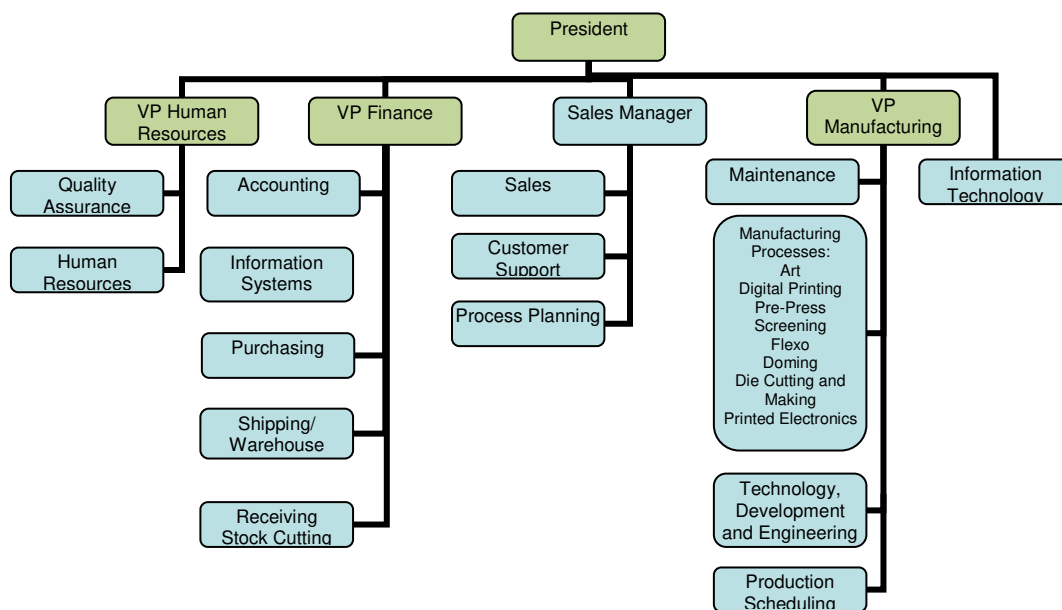 President
VP Human
Resources
VP Finance
Sales Manager
VP
Manufacturing
Quality
Assurance
Human
Resources
Accounting
Information
Systems
Purchasing
Shipping/
Warehouse
Receiving
Stock Cutting
Sales
Customer
Support
Process Planning
Maintenance
Manufacturing
Processes:
Art
Digital Printing
Pre-Press
Screening
Flexo
Doming
Die Cutting and
Making
Printed Electronics
Technology,
Development
and Engineering
Production
Scheduling
Information
Technology